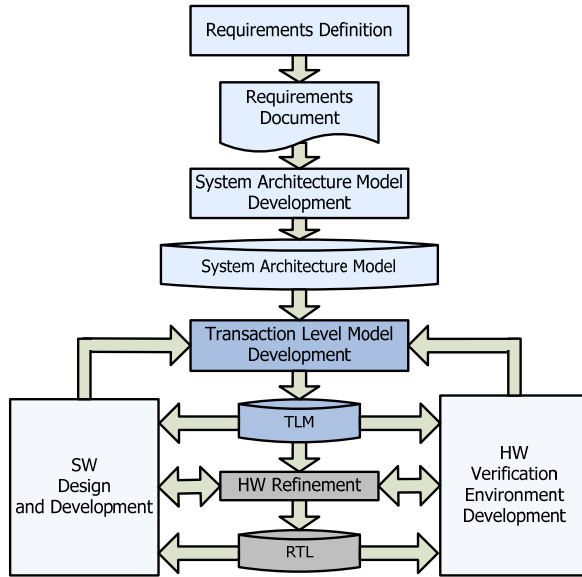 Requirements Definition
Requirements
Document
System Architecture Model
Development
System Architecture Model
Transaction Level Model
Development
TLM
SW
Design
and Development
HW
Verification
Environment
Development
HW Refinement
RTL